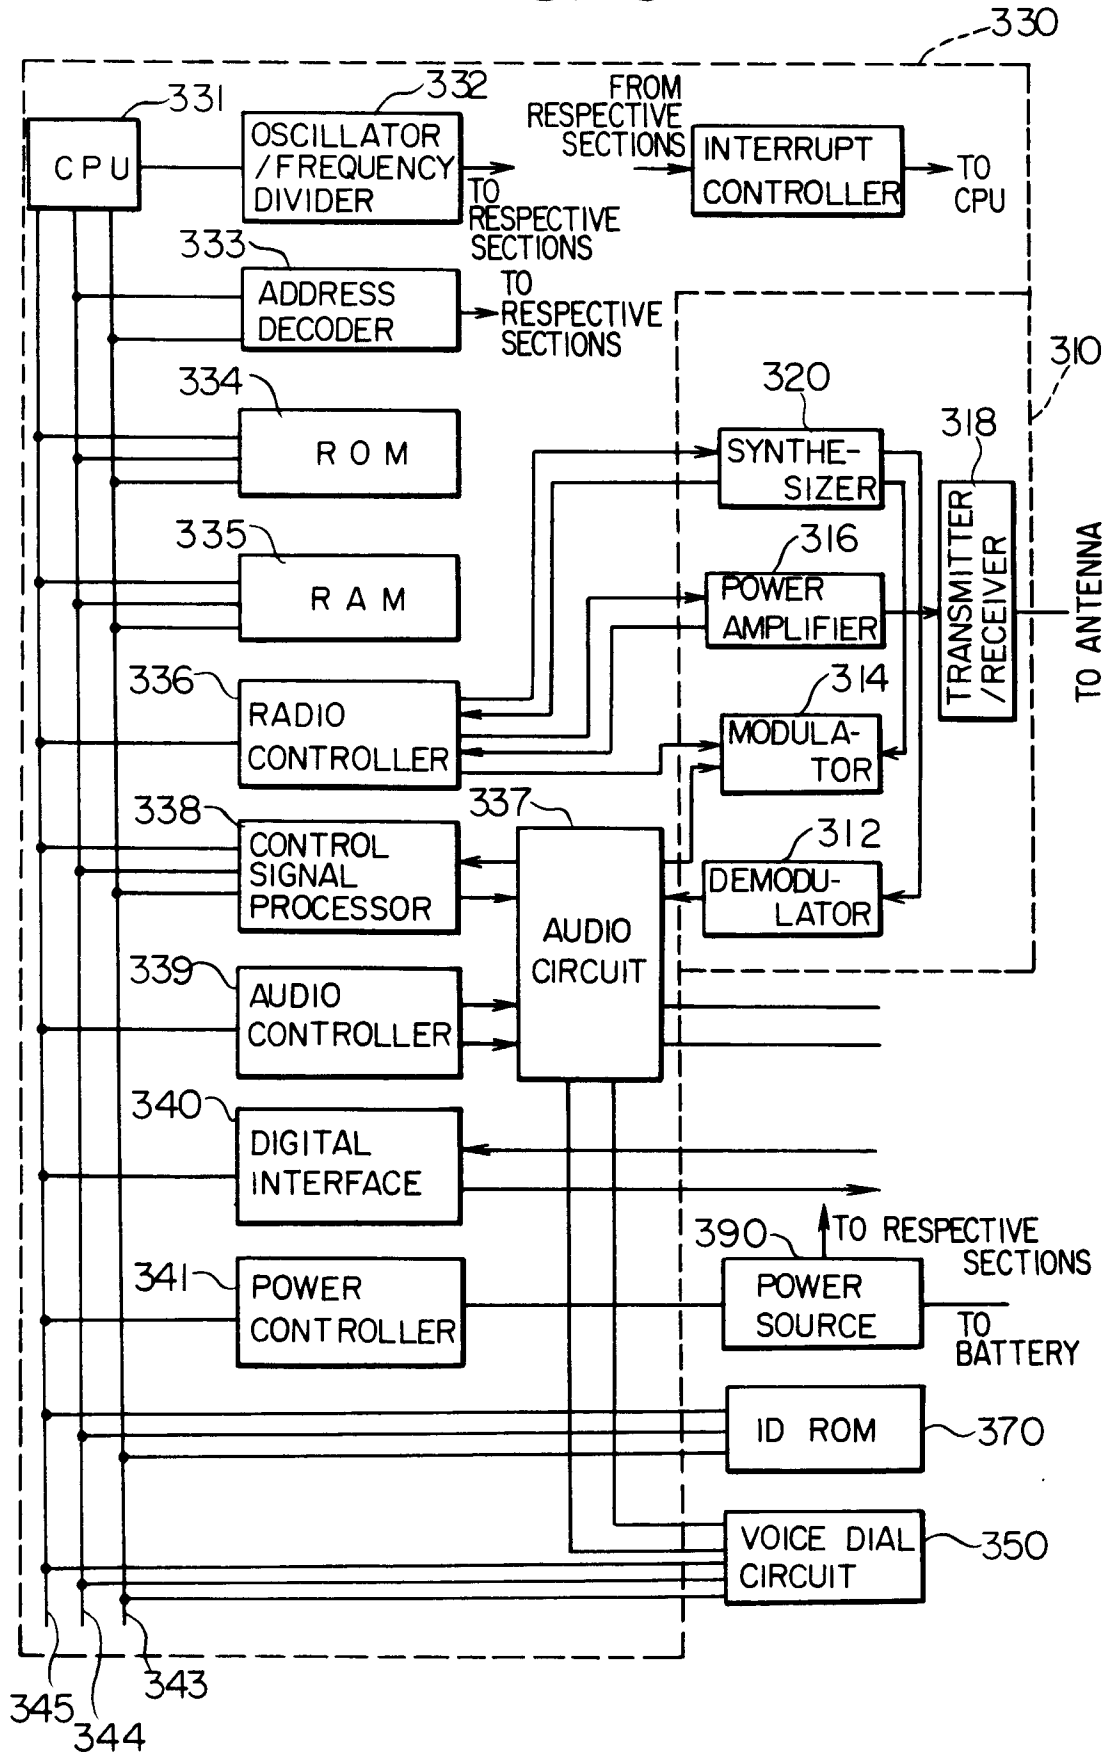 330
331
CPU
332
OSCILLATOR
/FREQUENCY
DIVIDER
TO
RESPECTIVE
SECTIONS
FROM
RESPECTIVE
SECTIONS
INTERRUPT
CONTROLLER
TO
CPU
333
ADDRESS
DECODER
TO
RESPECTIVE
SECTIONS
310
334
ROM
320
SYNTHE-
SIZER
318
TRANSMITTER
/RECEIVER
TO ANTENNA
335
RAM
316
POWER
AMPLIFIER
336
RADIO
CONTROLLER
314
MODULA-
TOR
338
CONTROL
SIGNAL
PROCESSOR
337
AUDIO
CIRCUIT
312
DEMODU-
LATOR
339
AUDIO
CONTROLLER
340
DIGITAL
INTERFACE
341
POWER
CONTROLLER
390
POWER
SOURCE
TO RESPECTIVE
SECTIONS
TO
BATTERY
ID ROM
370
VOICE DIAL
CIRCUIT
350
345
344
343